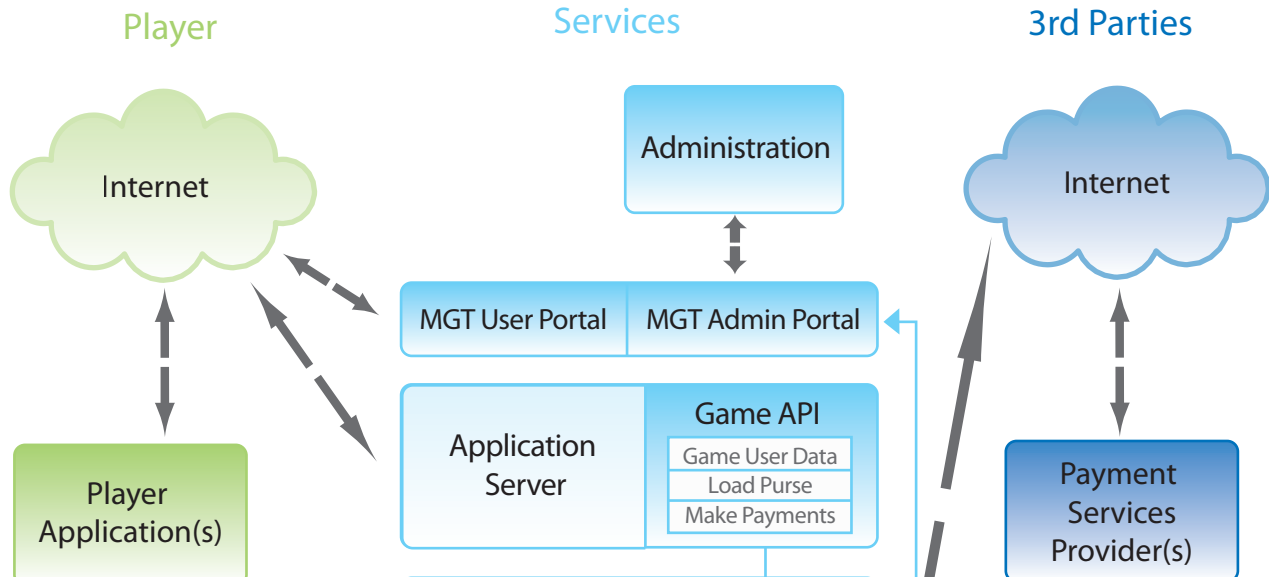 Player
Services
3rd Parties
Internet
Administration
Internet
MGT User Portal
MGT Admin Portal
Application
Server
Game API
Game User Data
Load Purse
Make Payments
Player
Application(s)
Payment
Services
Provider(s)